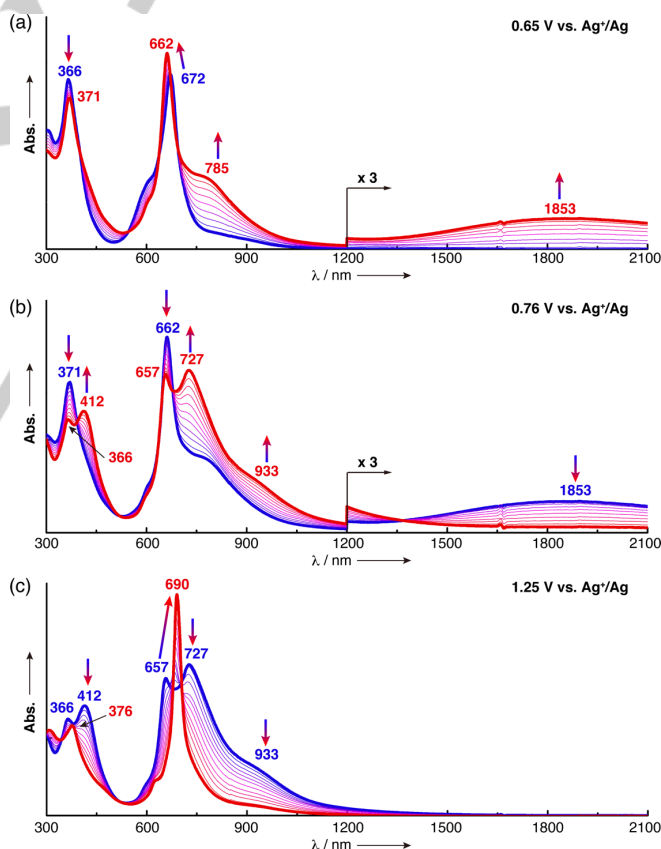 (a)
0.65 V vs. Ag⁺/Ag
662
366
672
371
785
x 3
1853
Abs.
300 600 900 1200 1500 1800 2100
λ / nm
(b)
0.76 V vs. Ag⁺/Ag
662
727
371
657
412
366
933
x 3
1853
Abs.
300 600 900 1200 1500 1800 2100
λ / nm
(c)
1.25 V vs. Ag⁺/Ag
690
657 727
412
366
376
933
Abs.
300 600 900 1200 1500 1800 2100
λ / nm